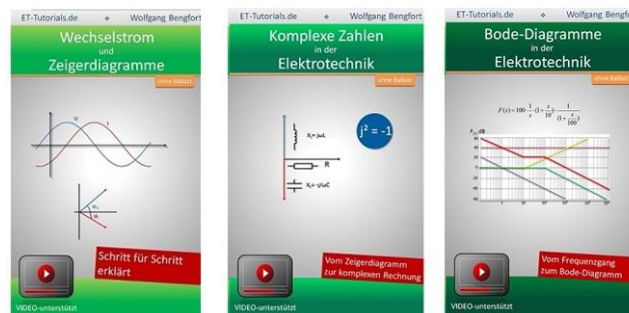 ET-Tutorials.de ❖ Wolfgang Bengfort
Wechselstrom
und
Zeigerdiagramme
ohne Ballast
Schritt für Schritt
erklärt
VIDEO-unterstützt
ET-Tutorials.de ❖ Wolfgang Bengfort
Komplexe Zahlen
in der
Elektrotechnik
ohne Ballast
j² = -1
R
Vom Zeigerdiagramm
zur komplexen Rechnung
VIDEO-unterstützt
ET-Tutorials.de ❖ Wolfgang Bengfort
Bode-Diagramme
in der
Elektrotechnik
ohne Ballast
Vom Frequenzgang
zum Bode-Diagramm
VIDEO-unterstützt